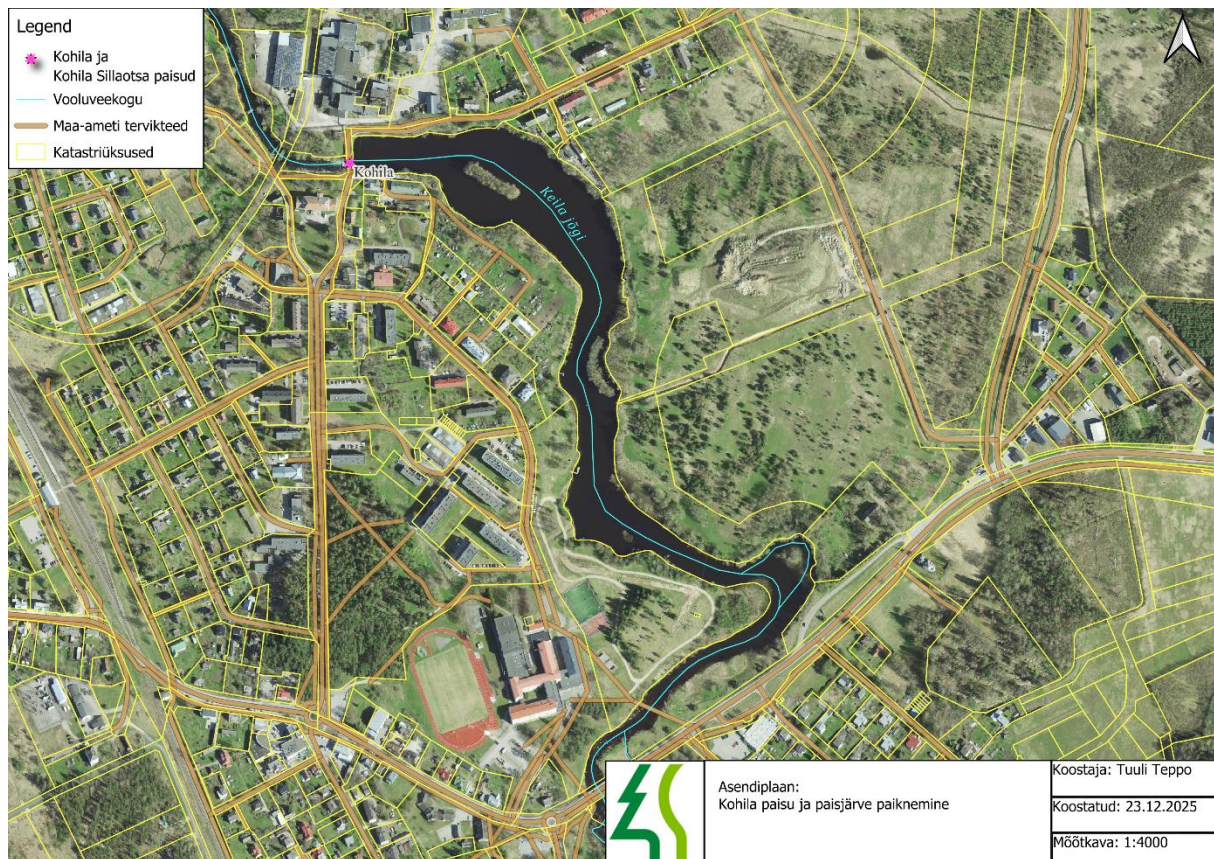 Legend
Kohila ja
Kohila Sillaotsa paisud
Vooluveekogu
Maa-ameti tervikteed
Katastriüksused
Kohila
Keila jõgi
Asendiplaan:
Kohila paisu ja paisjärve paiknemine
Koostaja: Tuuli Teppo
Koostatud: 23.12.2025
Mõõtkava: 1:4000